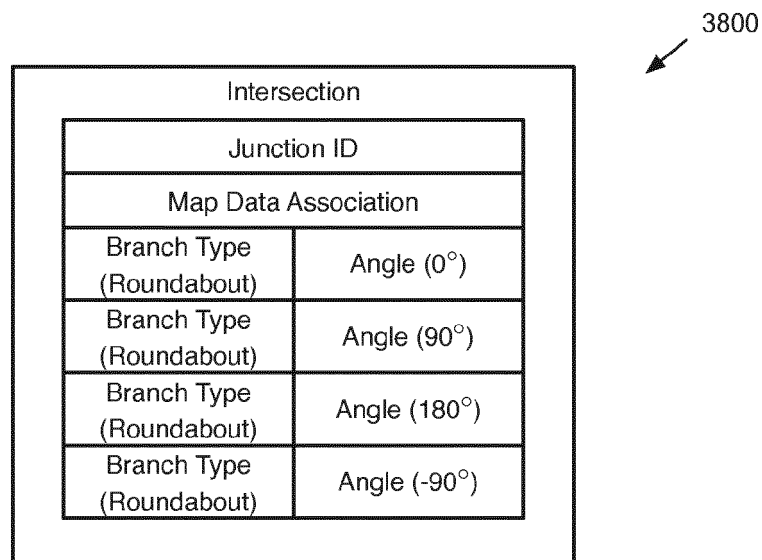 3800
Intersection
Junction ID
Map Data Association
Branch Type
(Roundabout)
Angle (0°)
Branch Type
(Roundabout)
Angle (90°)
Branch Type
(Roundabout)
Angle (180°)
Branch Type
(Roundabout)
Angle (-90°)